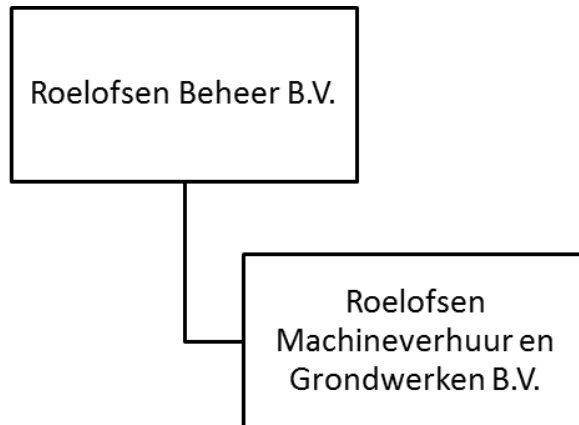 Roelofsen Beheer B.V.
Roelofsen
Machineverhuur en
Grondwerken B.V.